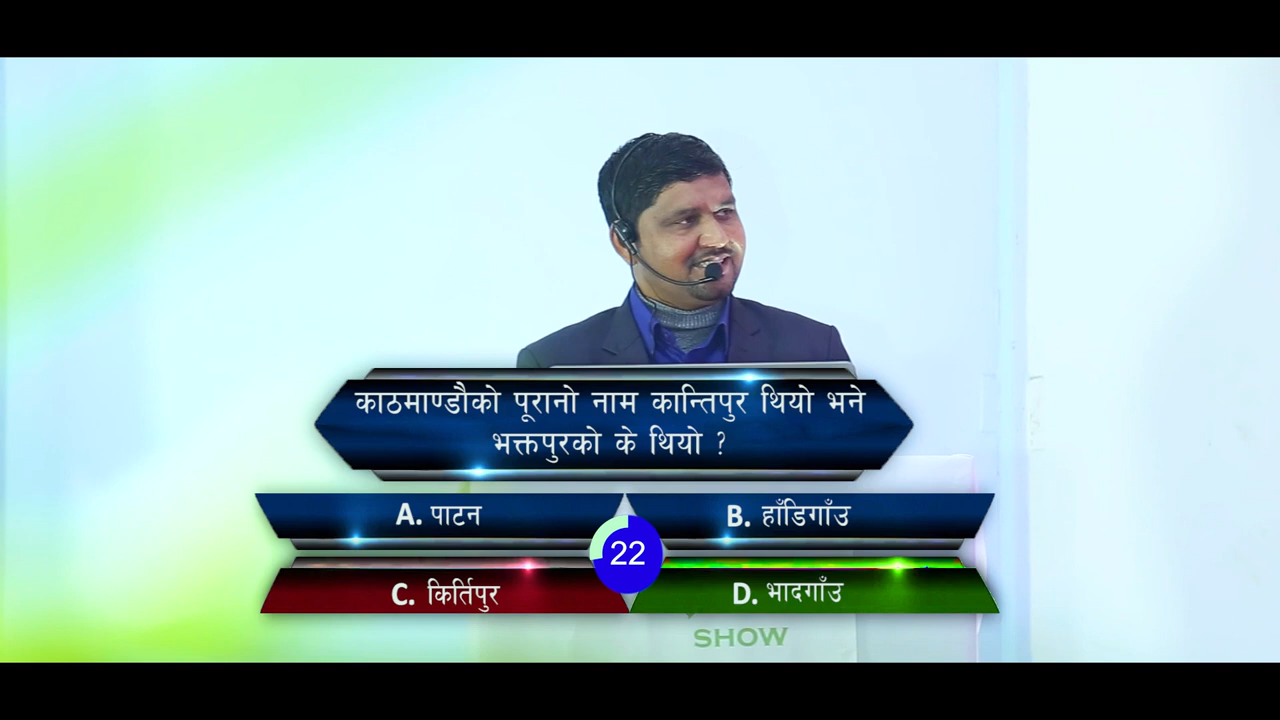 काठमाण्डौको पूरानो नाम कान्तिपुर थियो भने
भक्तपुरको के थियो ?
A. पाटन
B. हाँडिगाँउ
22
C. किर्तिपुर
D. भादगाँउ
SHOW